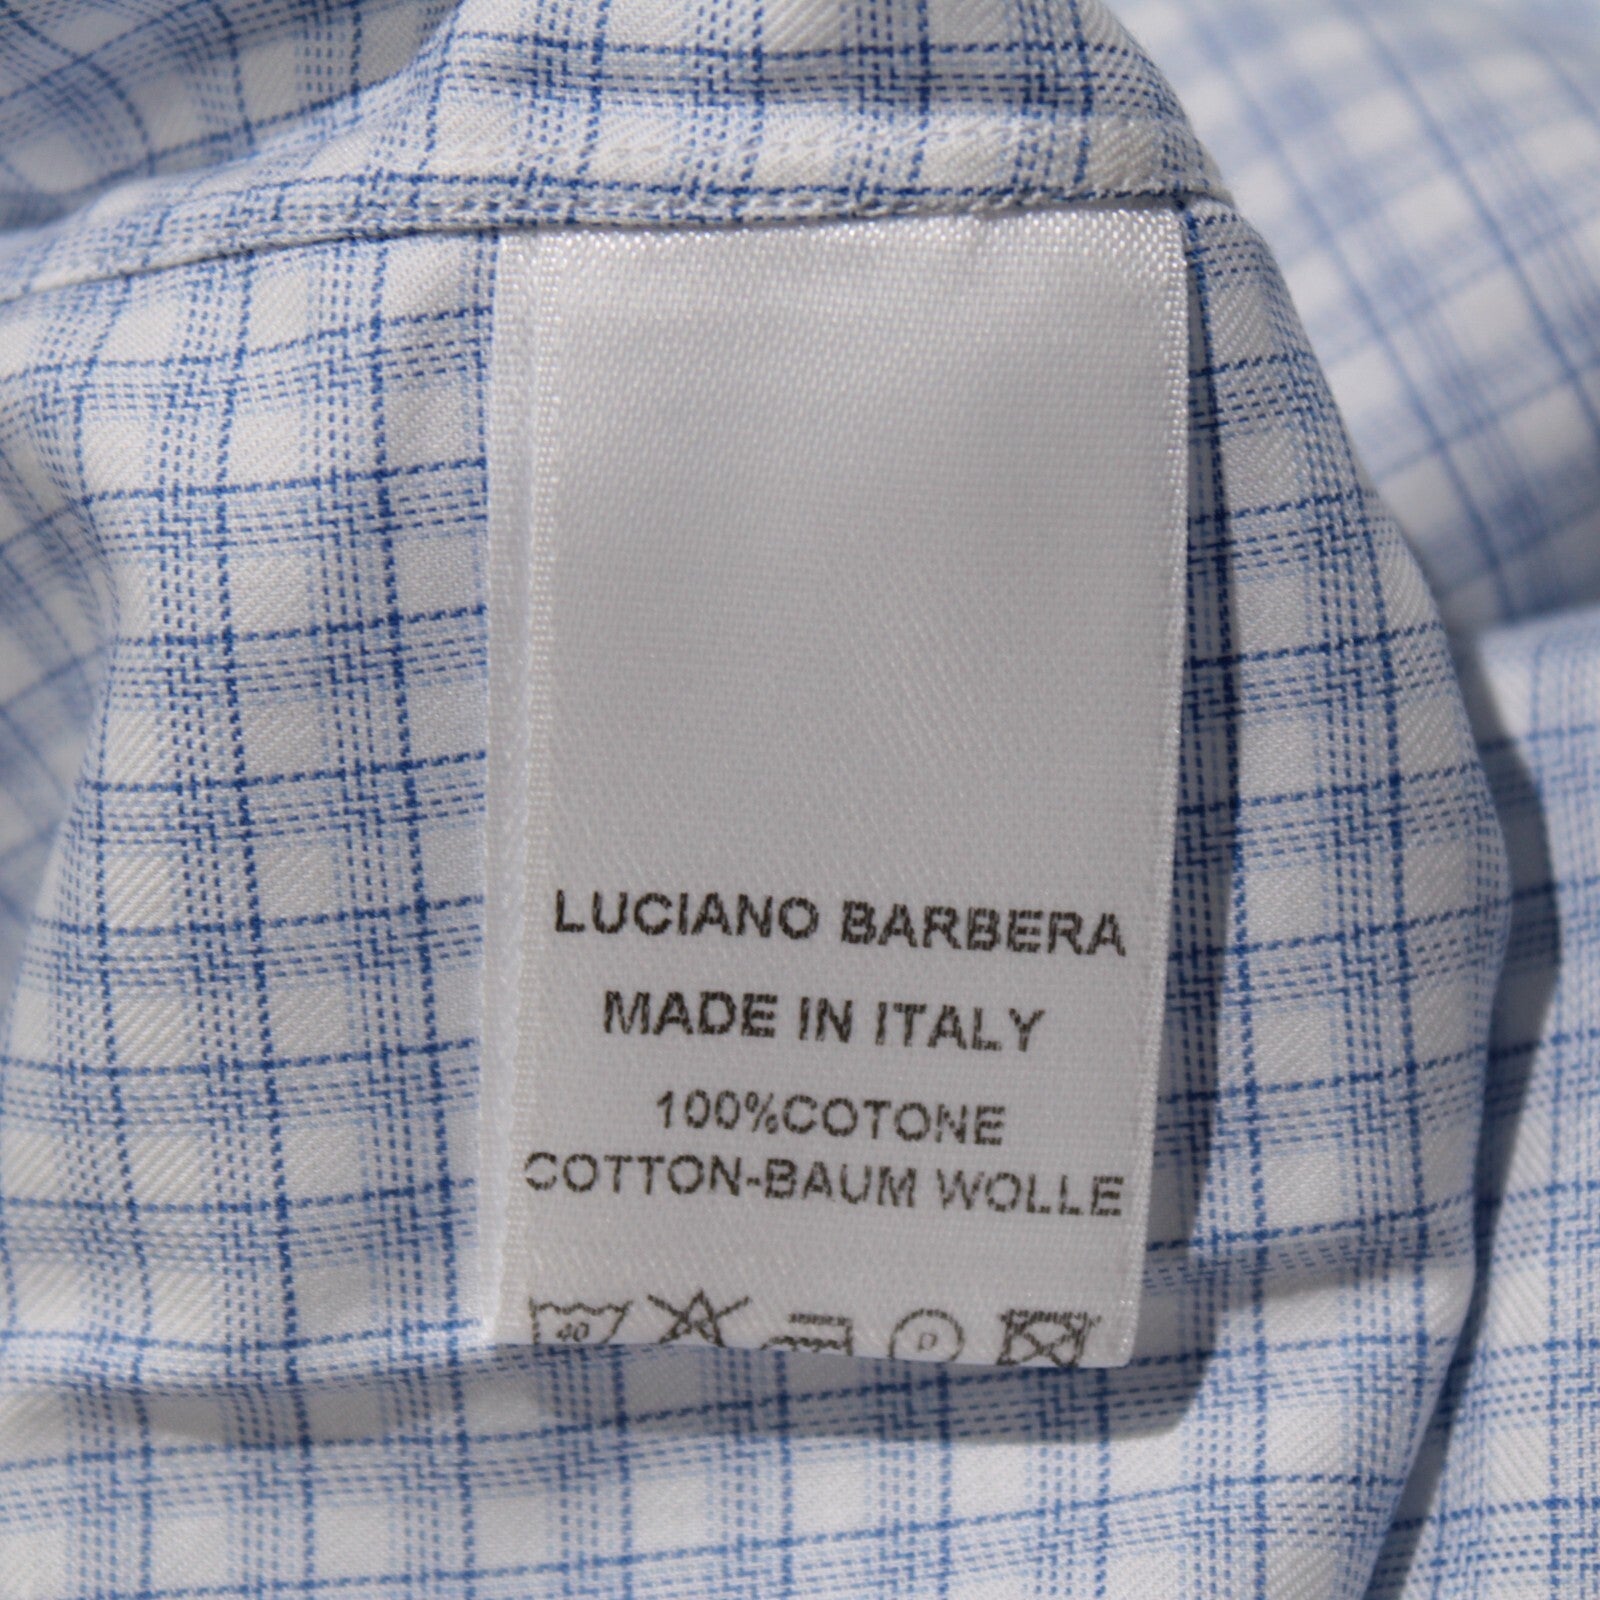 LUCIANO BARBERA
MADE IN ITALY
100%COTONE
COTTON-BAUM WOLLE
40 P